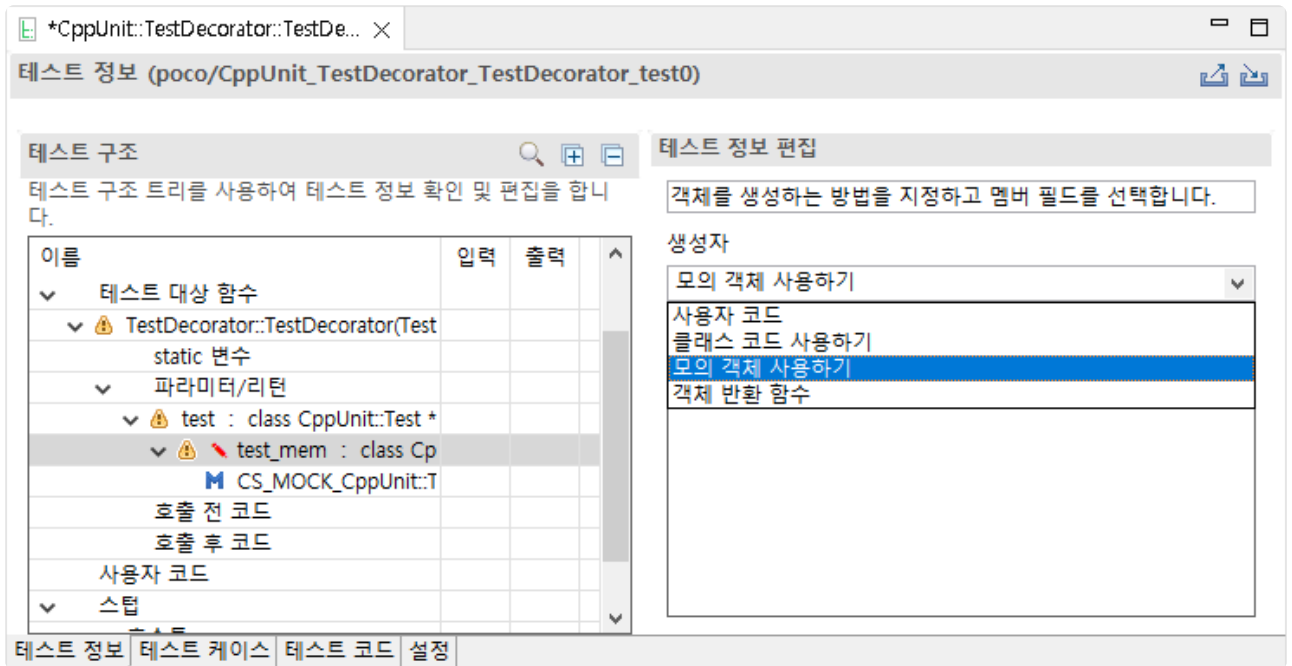 *CppUnit::TestDecorator::TestDe...
테스트 정보 (poco/CppUnit_TestDecorator_TestDecorator_test0)
테스트 구조
테스트 구조 트리를 사용하여 테스트 정보 확인 및 편집을 합니
다.
이름 입력 출력
테스트 대상 함수
TestDecorator::TestDecorator(Test
static 변수
파라미터/리턴
test : class CppUnit::Test *
test_mem : class Cp
M CS_MOCK_CppUnit::T
호출 전 코드
호출 후 코드
사용자 코드
스텁
테스트 정보 편집
객체를 생성하는 방법을 지정하고 멤버 필드를 선택합니다.
생성자
모의 객체 사용하기
사용자 코드
클래스 코드 사용하기
모의 객체 사용하기
객체 반환 함수
테스트 정보 테스트 케이스 테스트 코드 설정